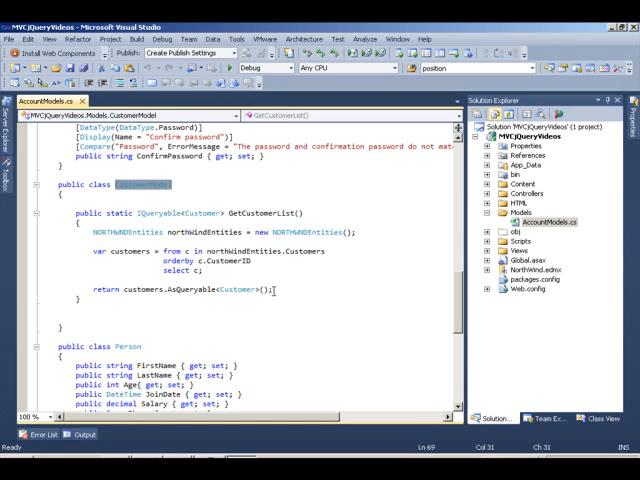 MVCjQueryVideos - Microsoft Visual Studio
File Edit View Refactor Project Build Debug Team Data Tools Architecture Test Analyze Window Help
Install Web Components Publish: Create Publish Settings
Debug Any CPU position
AccountModels.cs
MVCjQueryVideos.Models.CustomerModel GetCustomerList()
[DataType(DataType.Password)]
[Display(Name = "Confirm password")]
[Compare("Password", ErrorMessage = "The password and confirmation password do not mat
public string ConfirmPassword { get; set; }
}
public class CustomerModel
{
public static IQueryable<Customer> GetCustomerList()
{
NORTHWNDEntities northWindEntities = new NORTHWNDEntities();
var customers = from c in northWindEntities.Customers
orderby c.CustomerID
select c;
return customers.AsQueryable<Customer>();
}
}
public class Person
{
public string FirstName { get; set; }
public string LastName { get; set; }
public int Age{ get; set; }
public DateTime JoinDate { get; set; }
public decimal Salary { get; set; }
100 %
Server Explorer
Toolbox
Solution Explorer
Solution 'MVCjQueryVideos' (1 project)
MVCjQueryVideos
Properties
References
App_Data
bin
Content
Controllers
HTML
Models
AccountModels.cs
obj
Scripts
Views
Global.asax
NorthWind.edmx
packages.config
Web.config
Solution... Team Ex... Class View
Properties
Error List Output
Ready Ln 69 Col 31 Ch 31 INS